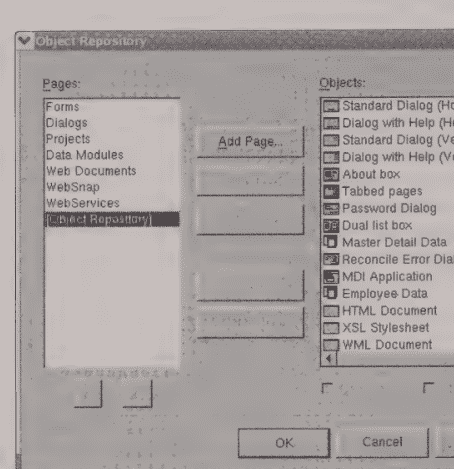 Object Repository
Pages:
Forms
Dialogs
Projects
Data Modules
Web Documents
WebSnap
WebServices
[Object Repository]
Add Page...
Objects:
Standard Dialog (Ho
Dialog with Help (Ho
Standard Dialog (Ve
Dialog with Help (Ve
About box
Tabbed pages
Password Dialog
Dual list box
Master Detail Data
Reconcile Error Dial
MDI Application
Employee Data
HTML Document
XSL Stylesheet
WML Document
OK
Cancel